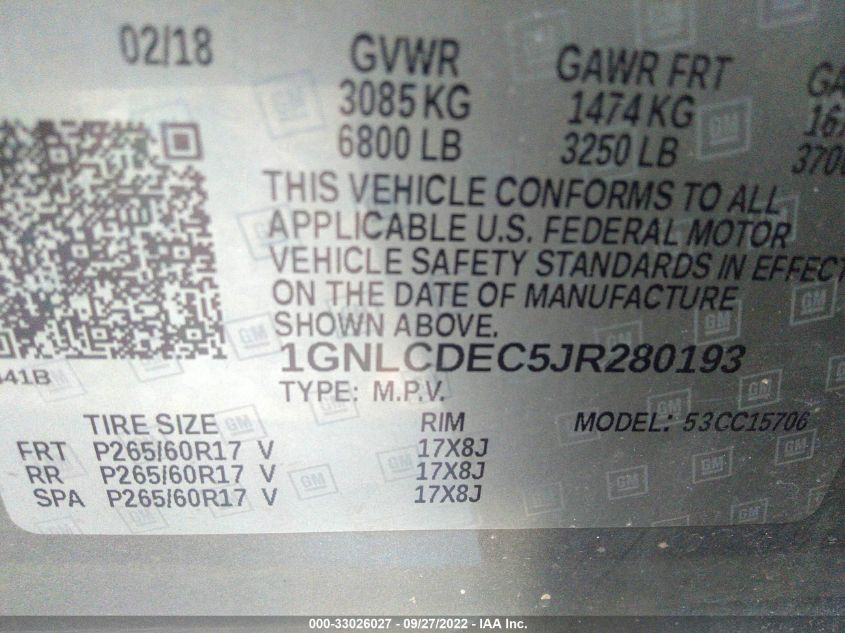 02/18 GVWR GAWR FRT
3085 KG 1474 KG
6800 LB 3250 LB
THIS VEHICLE CONFORMS TO ALL
APPLICABLE U.S. FEDERAL MOTOR
VEHICLE SAFETY STANDARDS IN EFFECT
ON THE DATE OF MANUFACTURE
SHOWN ABOVE.
1GNLCDEC5JR280193
TYPE: M.P.V.
TIRE SIZE RIM MODEL: 53CC15706
FRT P265/60R17 V 17X8J
RR P265/60R17 V 17X8J
SPA P265/60R17 V 17X8J
000-33026027 - 09/27/2022 - IAA Inc.